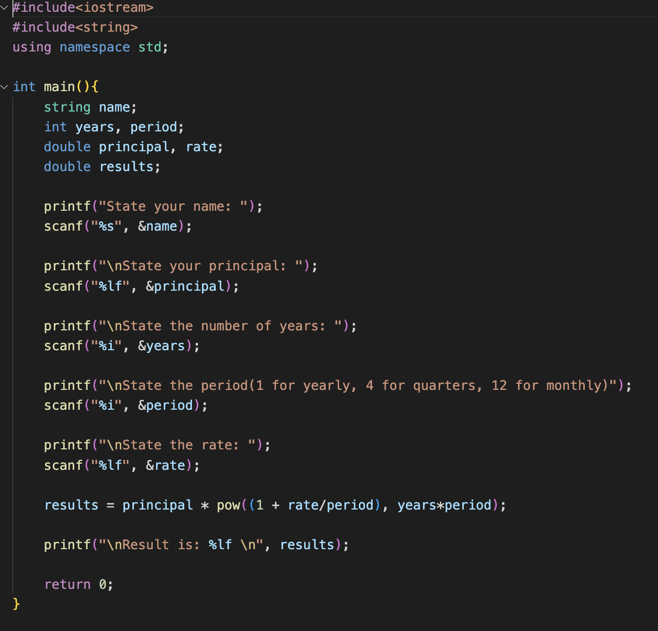 #include<iostream>
#include<string>
using namespace std;
int main(){
string name;
int years, period;
double principal, rate;
double results;
printf("State your name: ");
scanf("%s", &name);
printf("\nState your principal: ");
scanf("%lf", &principal);
printf("\nState the number of years: ");
scanf("%i", &years);
printf("\nState the period(1 for yearly, 4 for quarters, 12 for monthly)");
scanf("%i", &period);
printf("\nState the rate: ");
scanf("%lf", &rate);
results = principal * pow((1 + rate/period), years*period);
printf("\nResult is: %lf \n", results);
return 0;
}